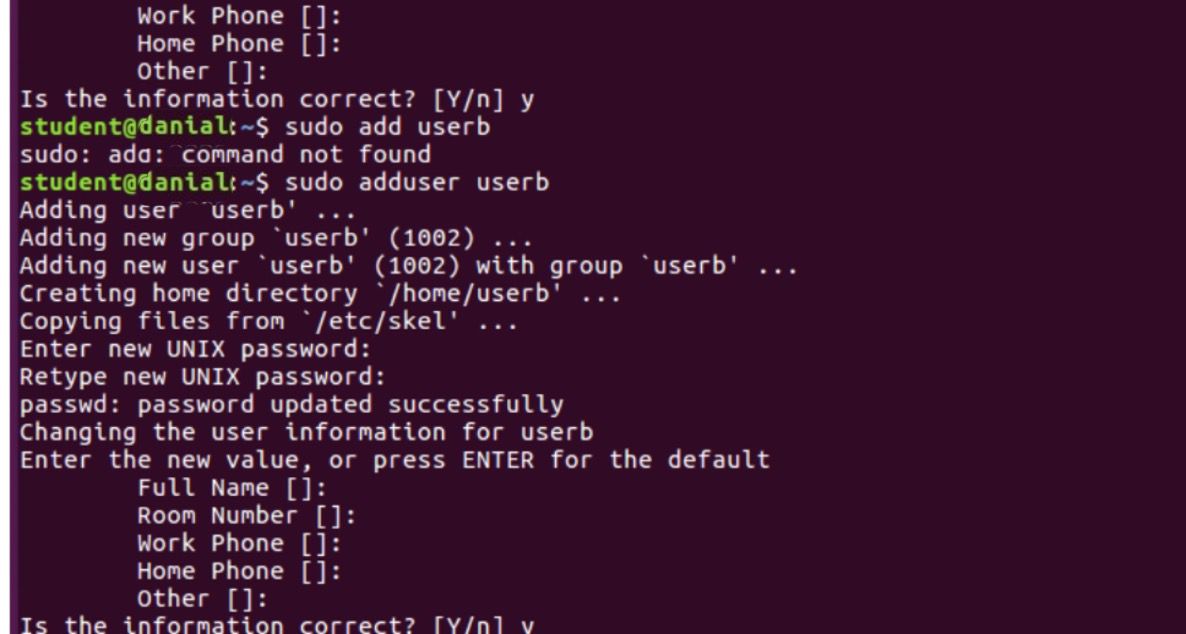 Work Phone []:
Home Phone []:
Other []:
Is the information correct? [Y/n] y
student@danial:~$ sudo add userb
sudo: add: command not found
student@danial:~$ sudo adduser userb
Adding user `userb' ...
Adding new group `userb' (1002) ...
Adding new user `userb' (1002) with group `userb' ...
Creating home directory `/home/userb' ...
Copying files from `/etc/skel' ...
Enter new UNIX password:
Retype new UNIX password:
passwd: password updated successfully
Changing the user information for userb
Enter the new value, or press ENTER for the default
Full Name []:
Room Number []:
Work Phone []:
Home Phone []:
Other []:
Is the information correct? [Y/n] y